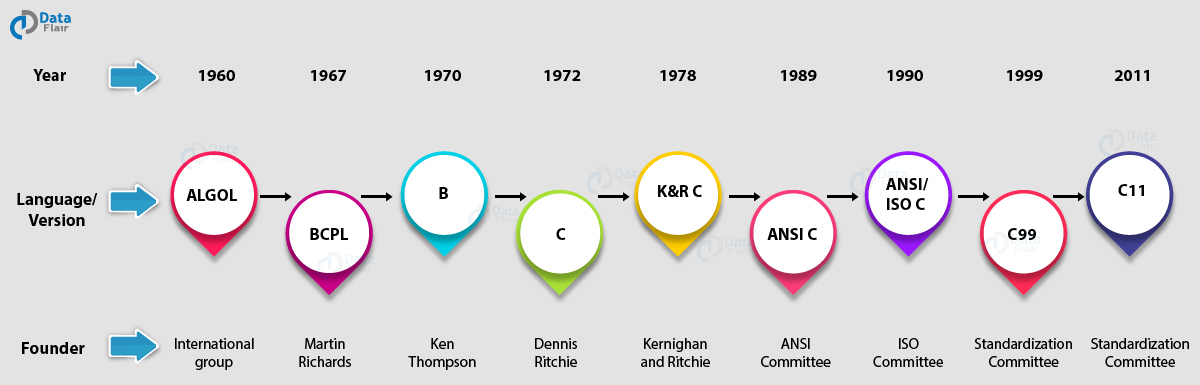 Data
Flair
Year
1960
1967
1970
1972
1978
1989
1990
1999
2011
Language/
Version
ALGOL
BCPL
B
C
K&R C
ANSI C
ANSI/
ISO C
C99
C11
Founder
International
group
Martin
Richards
Ken
Thompson
Dennis
Ritchie
Kernighan
and Ritchie
ANSI
Committee
ISO
Committee
Standardization
Committee
Standardization
Committee